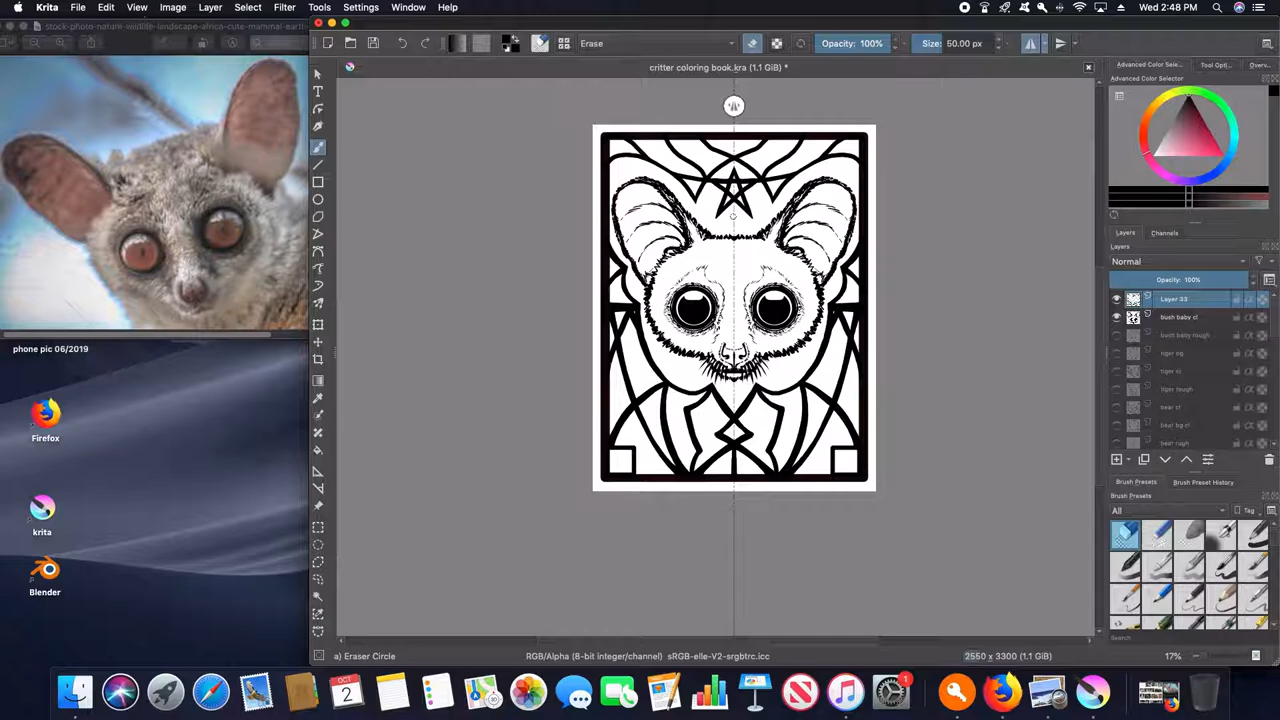 Krita File Edit View Image Layer Select Filter Tools Settings Window Help
Wed 2:48 PM
stock-photo-nature-wildlife-landscape-africa-cute-mammal-earth
Erase
Opacity: 100%
Size: 50.00 px
critter coloring book.kra (1.1 GiB) *
Advanced Color Sele... Tool Opti... Overv...
Advanced Color Selector
Layers Channels
Layers
Normal
Opacity: 100%
Layer 33
bush baby cl
bush baby rough
tiger bg
tiger cl
tiger rough
bear cl
bear bg cl
bear rugh
phone pic 06/2019
Firefox
krita
Blender
Brush Presets Brush Preset History
Brush Presets
All
Tag
Search
a) Eraser Circle
RGB/Alpha (8-bit integer/channel) sRGB-elle-V2-srgbtrc.icc
2550 x 3300 (1.1 GiB)
17%
OCT
2
1